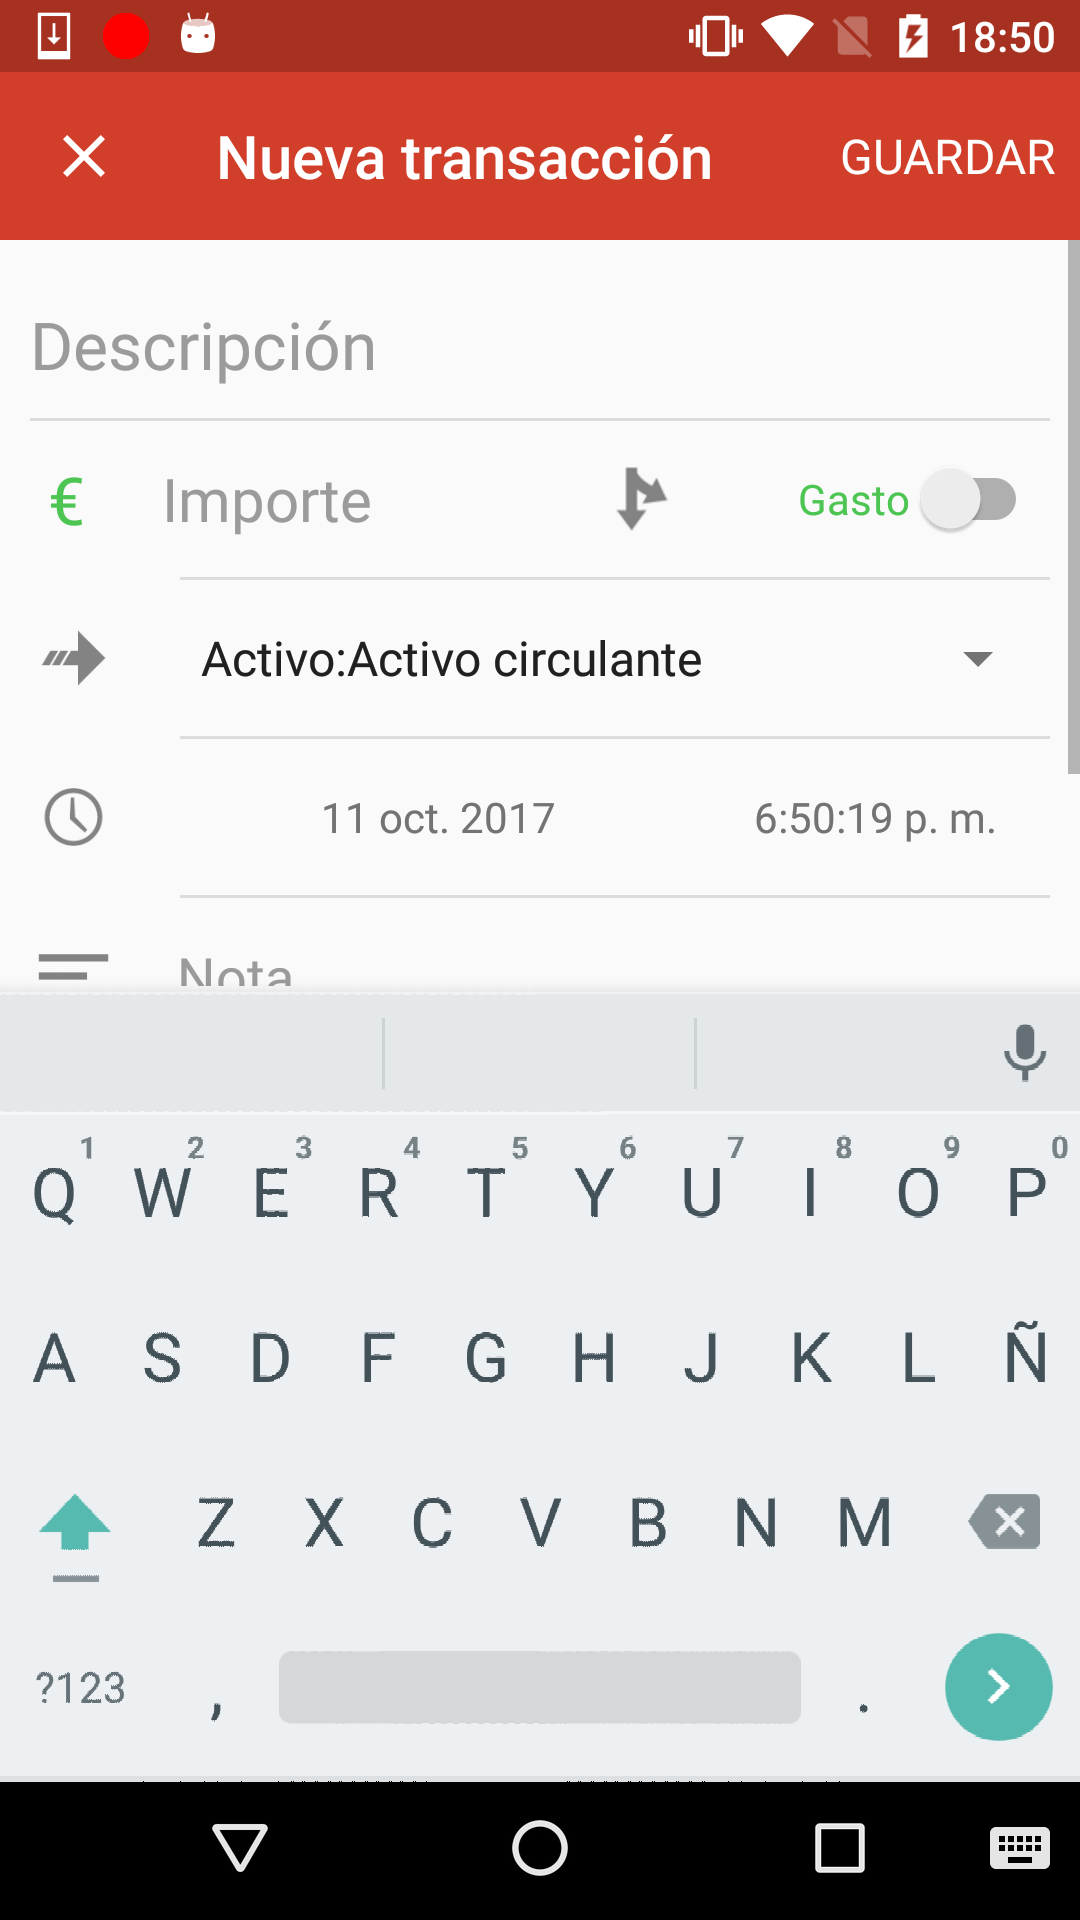 18:50
Nueva transacción GUARDAR
Descripción
€ Importe Gasto
Activo:Activo circulante
11 oct. 2017 6:50:19 p. m.
Nota
1 2 3 4 5 6 7 8 9 0
Q W E R T Y U I O P
A S D F G H J K L Ñ
Z X C V B N M
?123 , .